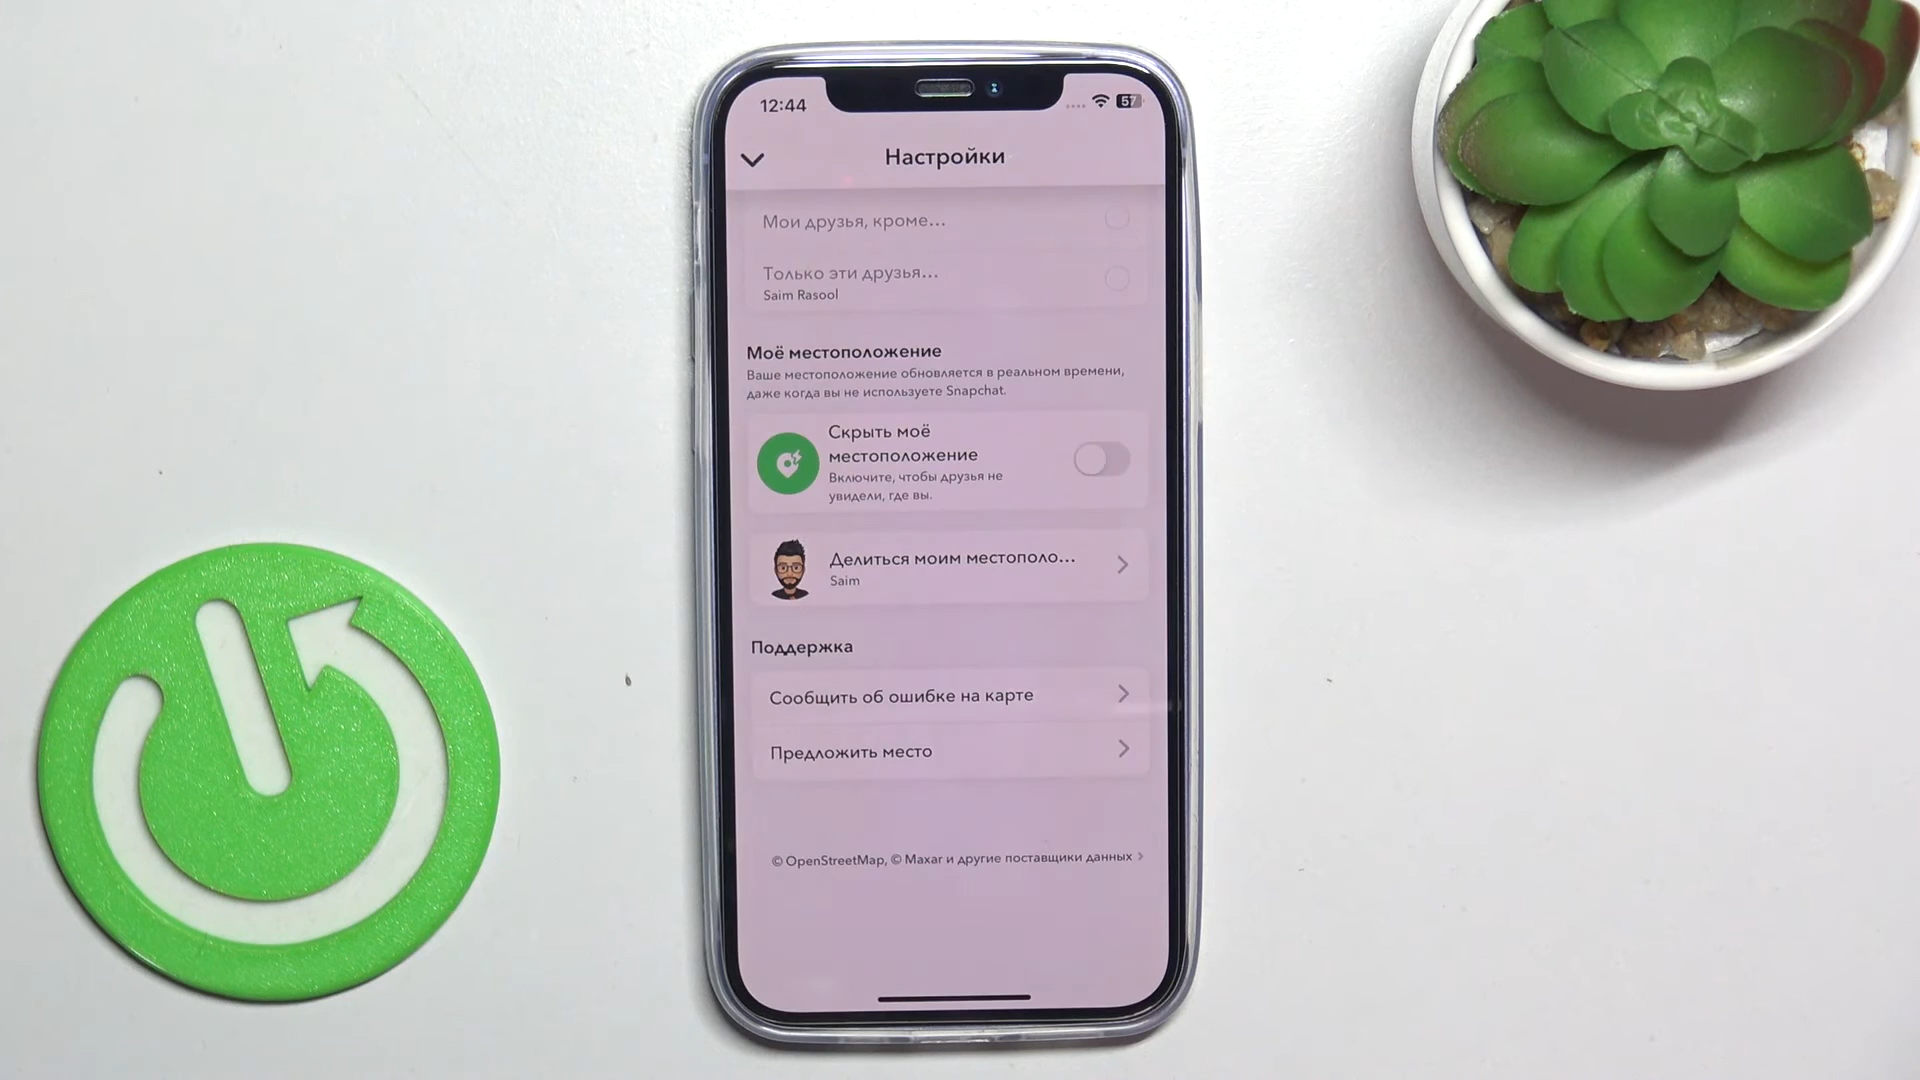 12:44
57
Настройки
Мои друзья, кроме...
Только эти друзья...
Saim Rasool
Моё местоположение
Ваше местоположение обновляется в реальном времени,
даже когда вы не используете Snapchat.
Скрыть моё
местоположение
Включите, чтобы друзья не
увидели, где вы.
Делиться моим местополо...
Saim
Поддержка
Сообщить об ошибке на карте
Предложить место
© OpenStreetMap, © Maxar и другие поставщики данных